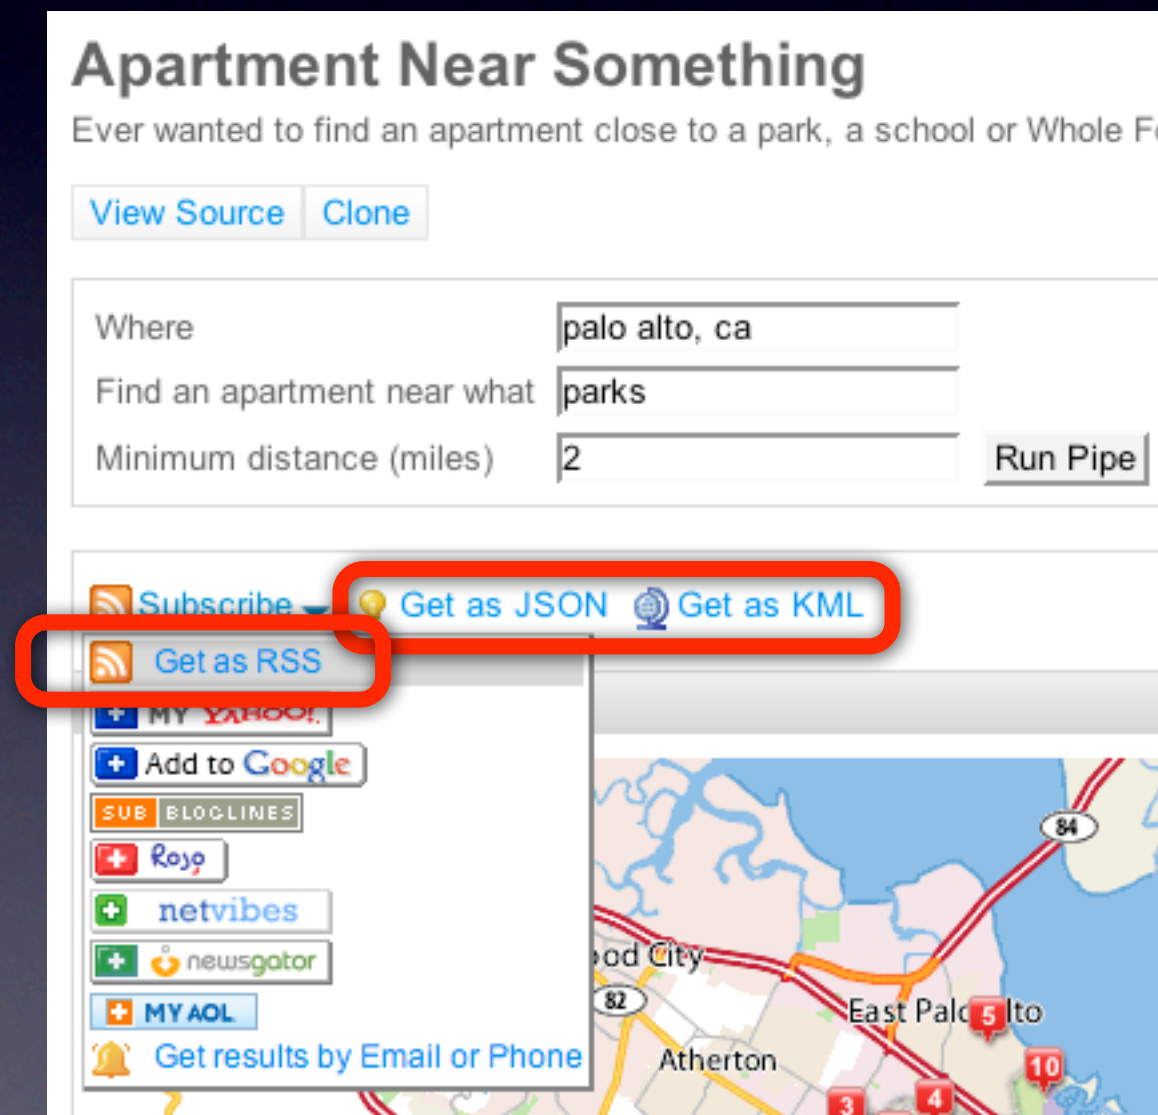 Apartment Near Something
Ever wanted to find an apartment close to a park, a school or Whole
View Source Clone
Where palo alto, ca
Find an apartment near what parks
Minimum distance (miles) 2 Run Pipe
Subscribe Get as JSON Get as KML
Get as RSS
MY YAHOO!
Add to Google
SUB BLOGLINES
Rojo
netvibes
newsgator
MY AOL
Get results by Email or Phone
84
ood City
82
East Palo Alto
5
Atherton
10
3
4